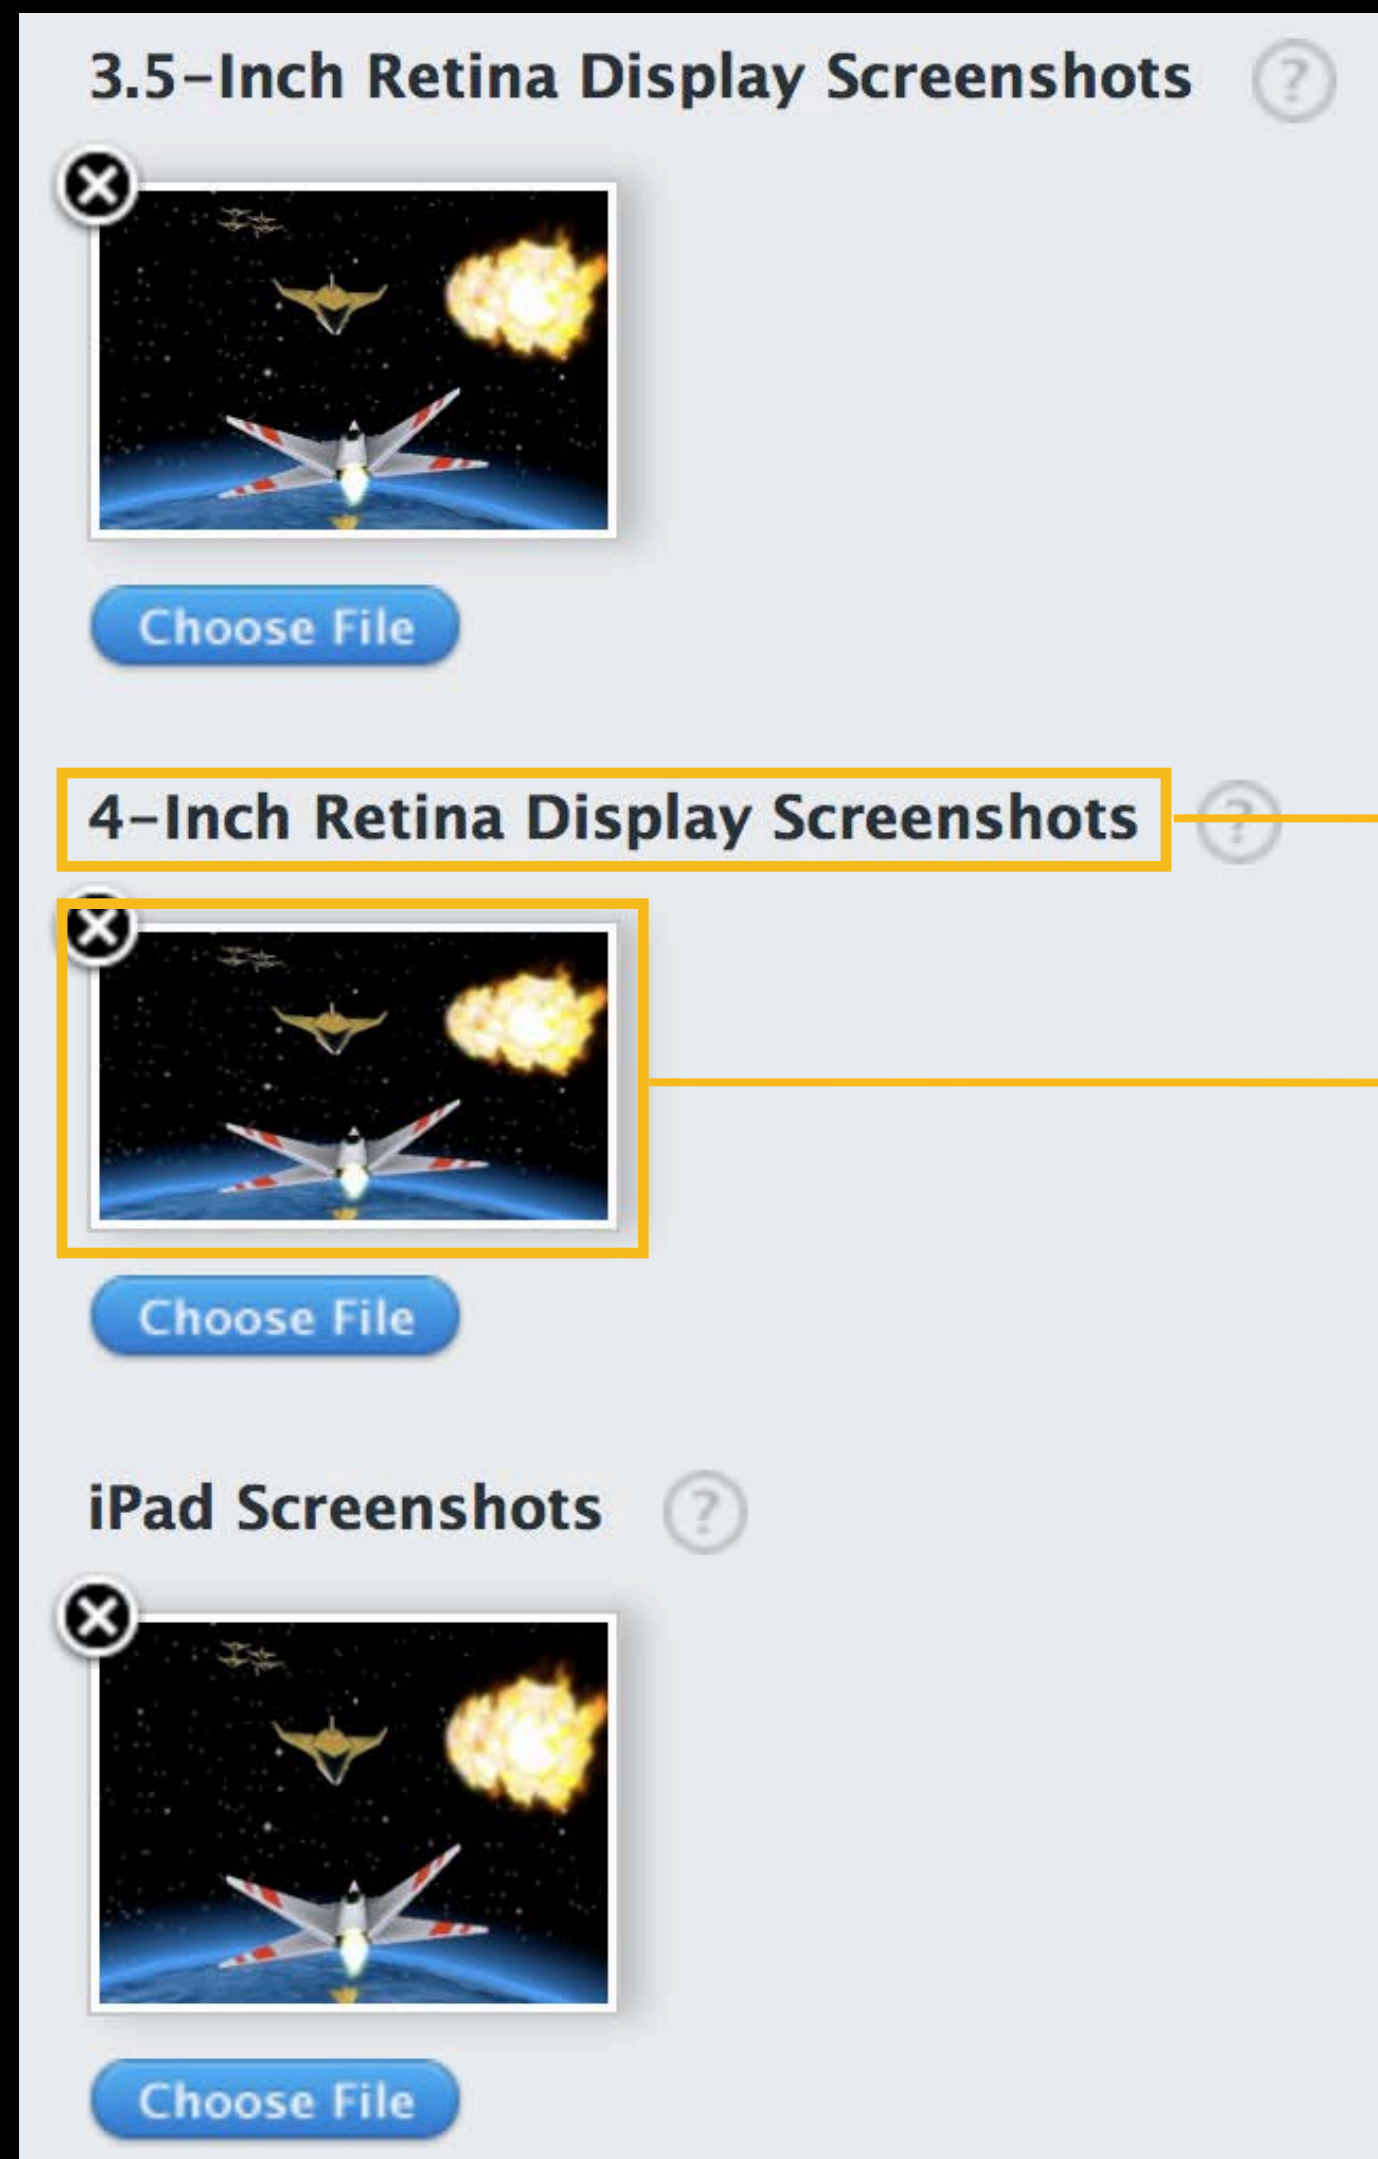 3.5-Inch Retina Display Screenshots ?
Choose File
4-Inch Retina Display Screenshots ?
Choose File
iPad Screenshots ?
Choose File